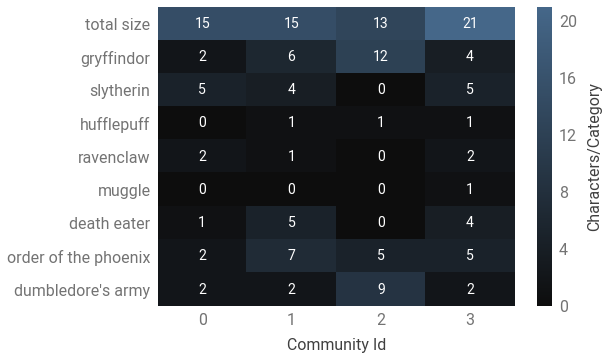 total size 15 15 13 21
gryffindor 2 6 12 4
slytherin 5 4 0 5
hufflepuff 0 1 1 1
ravenclaw 2 1 0 2
muggle 0 0 0 1
death eater 1 5 0 4
order of the phoenix 2 7 5 5
dumbledore's army 2 2 9 2
0 1 2 3
Community Id
20
16
12
8
4
0
Characters/Category